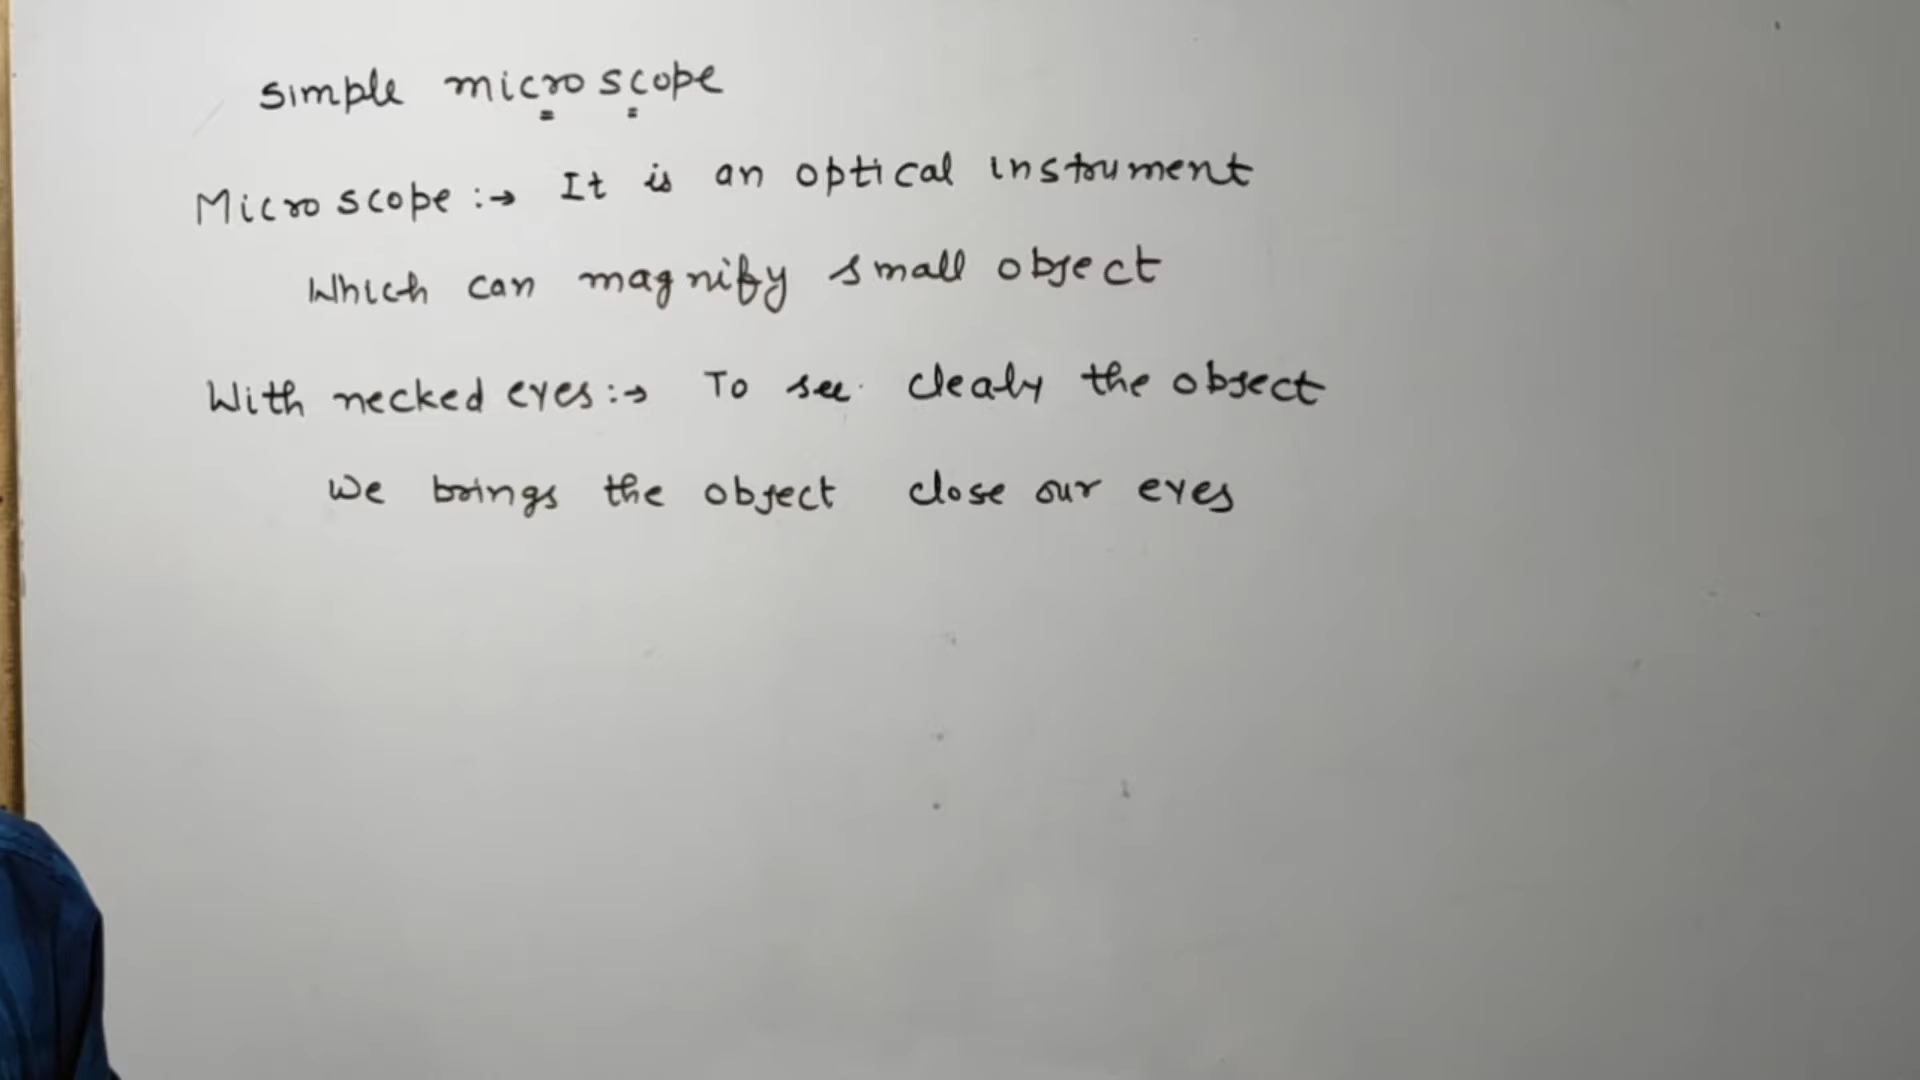 simple microscope
Microscope :→ It is an optical instrument
Which can magnify small object
With necked eyes :→ To see clealy the object
We brings the object close our eyes